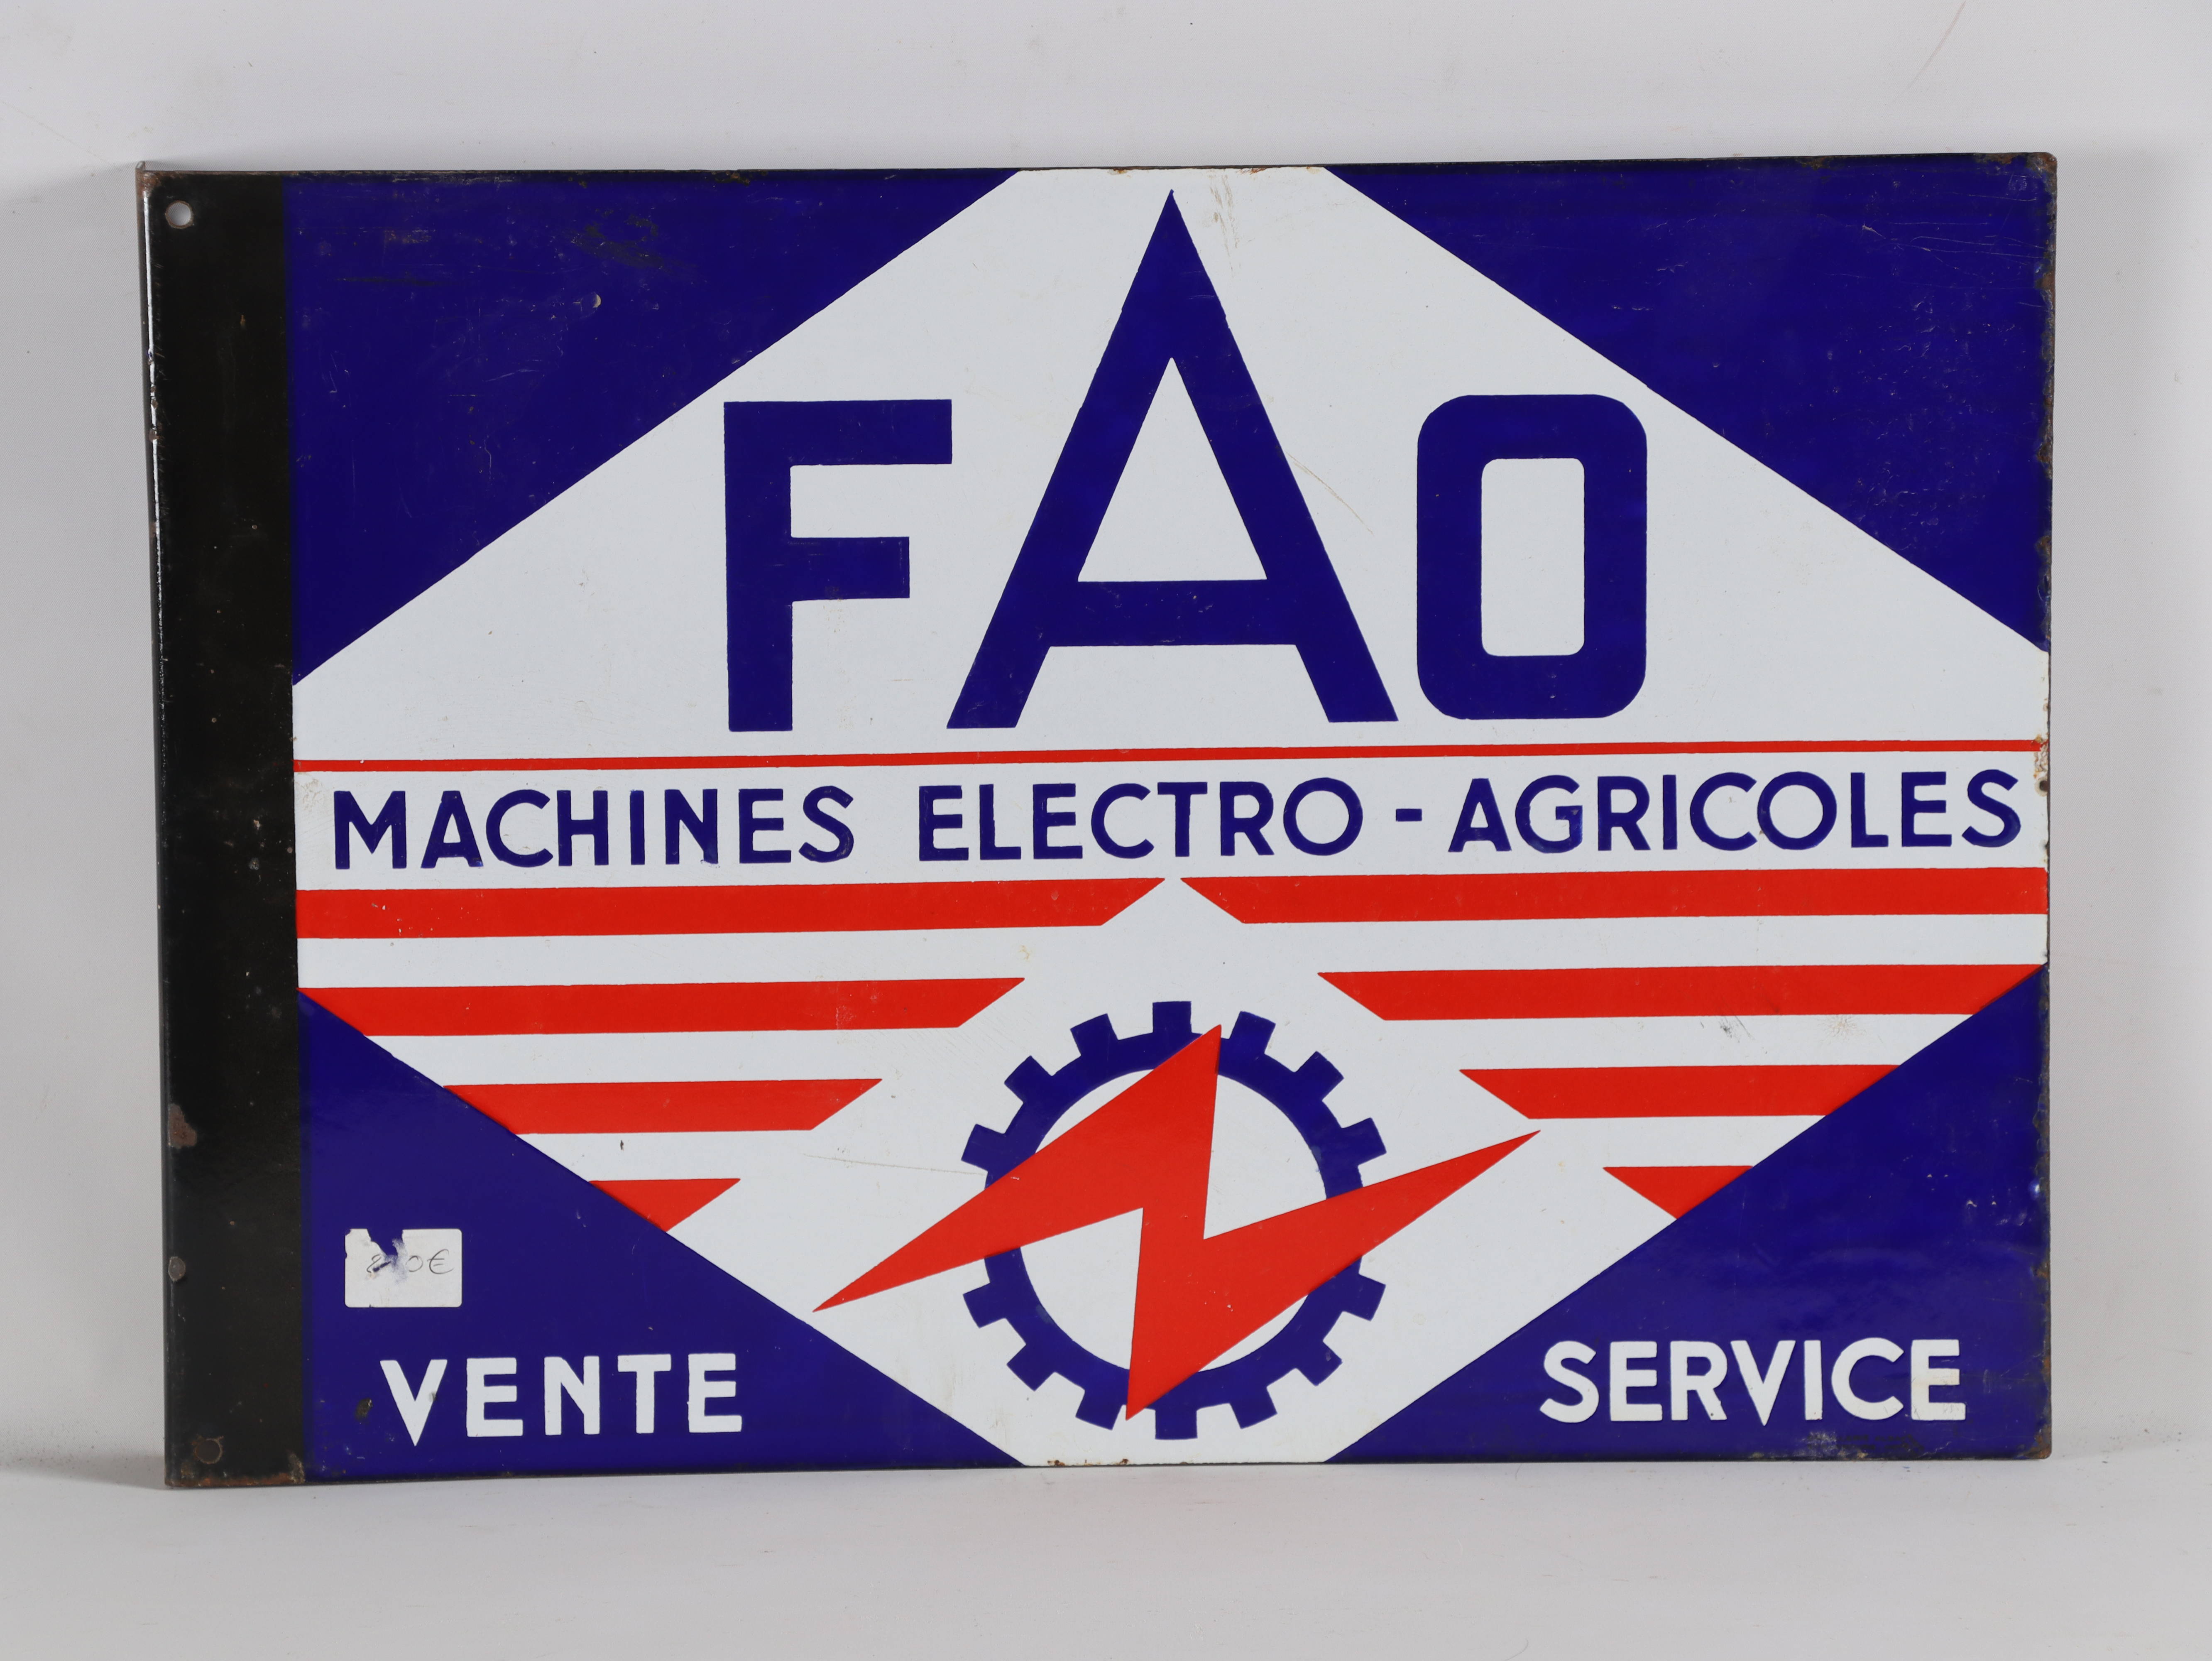 FAO
MACHINES ELECTRO - AGRICOLES
VENTE
SERVICE